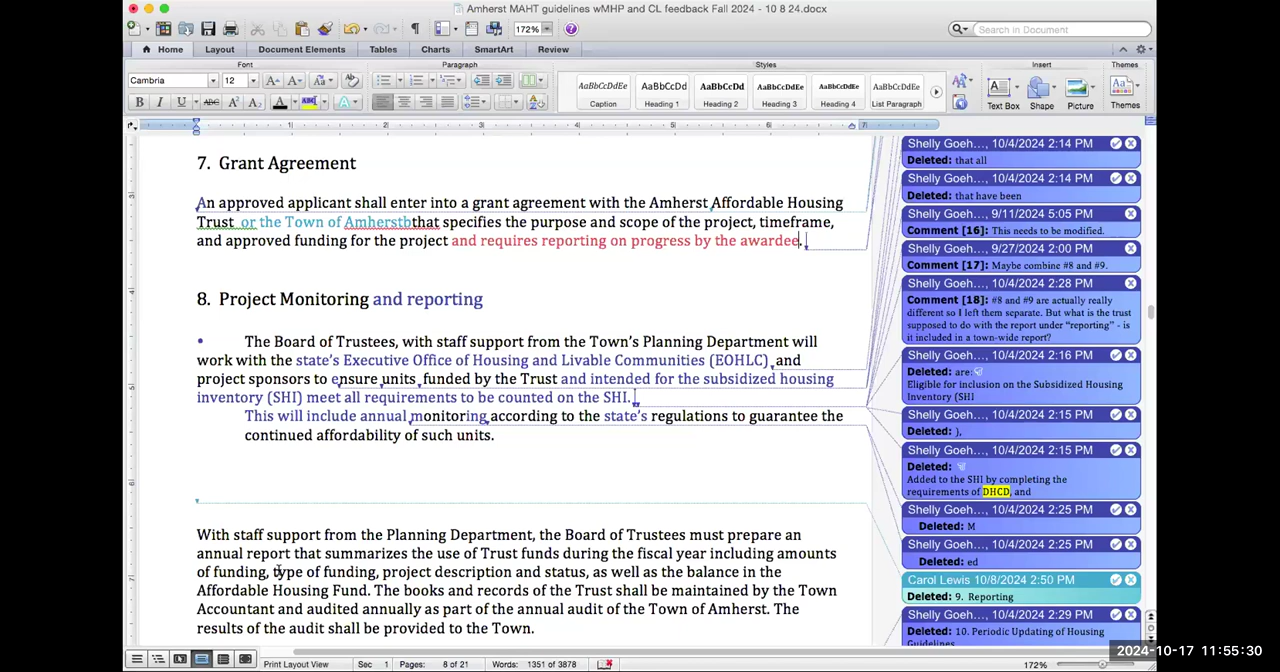 Amherst MAHT guidelines wMHP and CL feedback Fall 2024 - 10 8 24.docx
172%
Search in Document
Home Layout Document Elements Tables Charts SmartArt Review
Font Paragraph Styles Insert Themes
Cambria 12
AaBbCcDdE AaBbCcDd AaBbCcDd AaBbCcDdE AaBbCcDdEe AaBbCcDdEe
Caption Heading 1 Heading 2 Heading 3 Heading 4 List Paragraph
Text Box Shape Picture Themes
7. Grant Agreement
An approved applicant shall enter into a grant agreement with the Amherst Affordable Housing
Trust or the Town of Amherstbthat specifies the purpose and scope of the project, timeframe,
and approved funding for the project and requires reporting on progress by the awardee.
8. Project Monitoring and reporting
• The Board of Trustees, with staff support from the Town's Planning Department will
work with the state's Executive Office of Housing and Livable Communities (EOHLC) and
project sponsors to ensure units funded by the Trust and intended for the subsidized housing
inventory (SHI) meet all requirements to be counted on the SHI.
This will include annual monitoring according to the state's regulations to guarantee the
continued affordability of such units.
With staff support from the Planning Department, the Board of Trustees must prepare an
annual report that summarizes the use of Trust funds during the fiscal year including amounts
of funding, type of funding, project description and status, as well as the balance in the
Affordable Housing Fund. The books and records of the Trust shall be maintained by the Town
Accountant and audited annually as part of the annual audit of the Town of Amherst. The
results of the audit shall be provided to the Town.
Shelly Goeh..., 10/4/2024 2:14 PM
Deleted: that all
Shelly Goeh..., 10/4/2024 2:14 PM
Deleted: that have been
Shelly Goeh..., 9/11/2024 5:05 PM
Comment [16]: This needs to be modified.
Shelly Goeh..., 9/27/2024 2:00 PM
Comment [17]: Maybe combine #8 and #9.
Shelly Goeh..., 10/4/2024 2:28 PM
Comment [18]: #8 and #9 are actually really
different so I left them separate. But what is the trust
supposed to do with the report under "reporting" - is
it included in a town-wide report?
Shelly Goeh..., 10/4/2024 2:16 PM
Deleted: are:
Eligible for inclusion on the Subsidized Housing
Inventory (SHI
Shelly Goeh..., 10/4/2024 2:15 PM
Deleted: ),
Shelly Goeh..., 10/4/2024 2:15 PM
Deleted:
Added to the SHI by completing the
requirements of DHCD, and
Shelly Goeh..., 10/4/2024 2:25 PM
Deleted: M
Shelly Goeh..., 10/4/2024 2:25 PM
Deleted: ed
Carol Lewis 10/8/2024 2:50 PM
Deleted: 9. Reporting
Shelly Goeh..., 10/4/2024 2:29 PM
Deleted: 10. Periodic Updating of Housing
Guidelines
Print Layout View Sec 1 Pages: 8 of 21 Words: 1351 of 3878 172%
2024-10-17 11:55:30